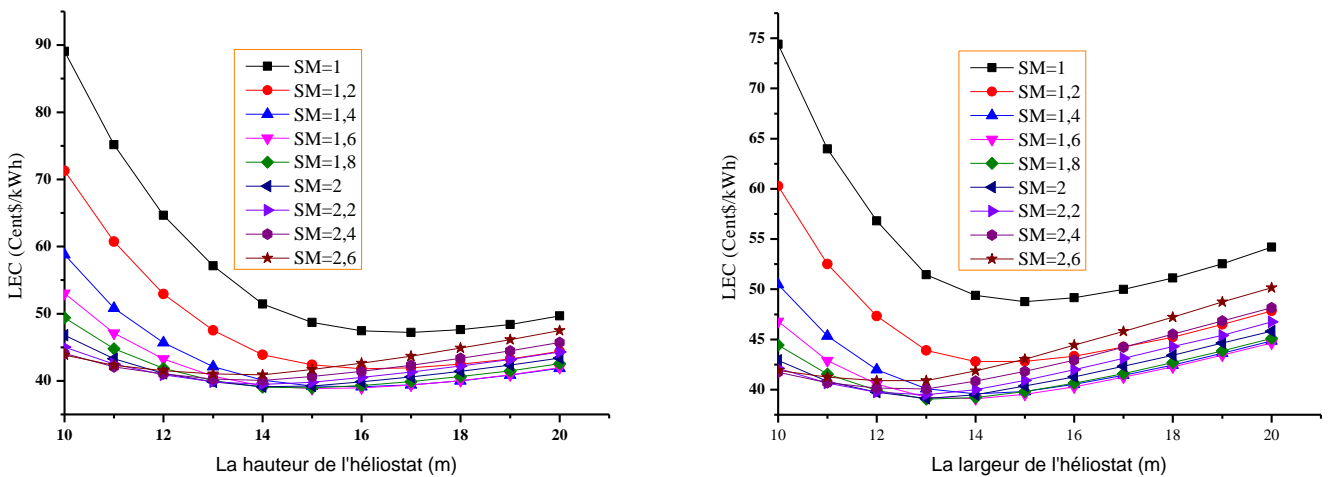 LEC (Cent$/kWh)
90
80
70
60
50
40
SM=1
SM=1,2
SM=1,4
SM=1,6
SM=1,8
SM=2
SM=2,2
SM=2,4
SM=2,6
10 12 14 16 18 20
La hauteur de l'héliostat (m)
LEC (Cent$/kWh)
75
70
65
60
55
50
45
40
SM=1
SM=1,2
SM=1,4
SM=1,6
SM=1,8
SM=2
SM=2,2
SM=2,4
SM=2,6
10 12 14 16 18 20
La largeur de l'héliostat (m)